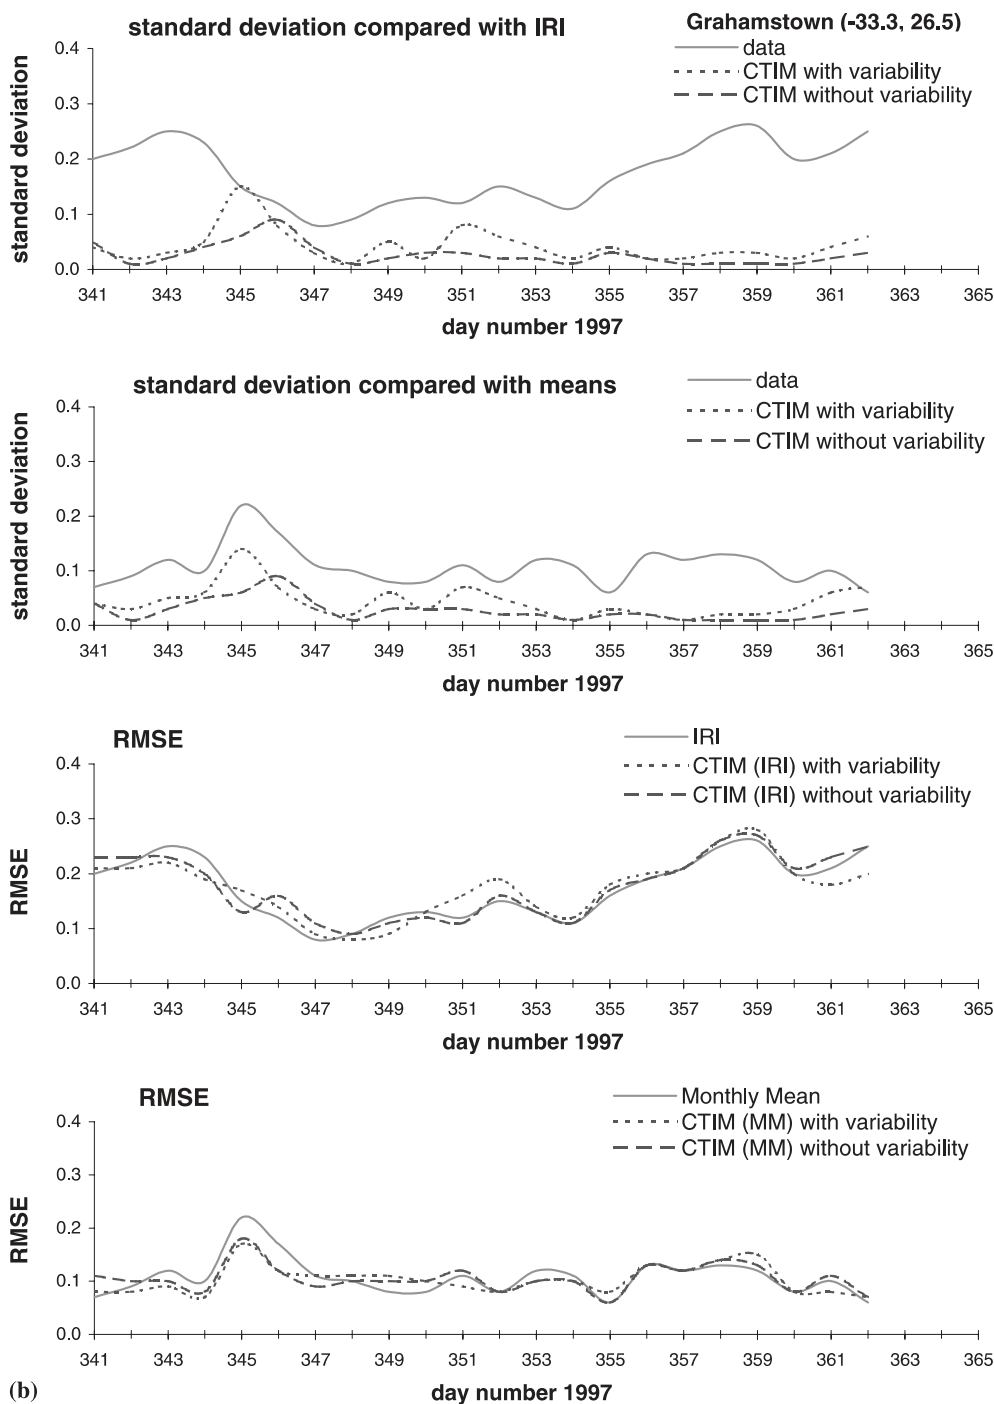 standard deviation compared with IRI
Grahamstown (-33.3, 26.5)
data
CTIM with variability
CTIM without variability
standard deviation
0.4
0.3
0.2
0.1
0.0
341 343 345 347 349 351 353 355 357 359 361 363 365
day number 1997
standard deviation compared with means
data
CTIM with variability
CTIM without variability
standard deviation
0.4
0.3
0.2
0.1
0.0
341 343 345 347 349 351 353 355 357 359 361 363 365
day number 1997
RMSE
IRI
CTIM (IRI) with variability
CTIM (IRI) without variability
RMSE
0.4
0.3
0.2
0.1
0.0
341 343 345 347 349 351 353 355 357 359 361 363 365
day number 1997
RMSE
Monthly Mean
CTIM (MM) with variability
CTIM (MM) without variability
RMSE
0.4
0.3
0.2
0.1
0.0
341 343 345 347 349 351 353 355 357 359 361 363 365
day number 1997
(b)